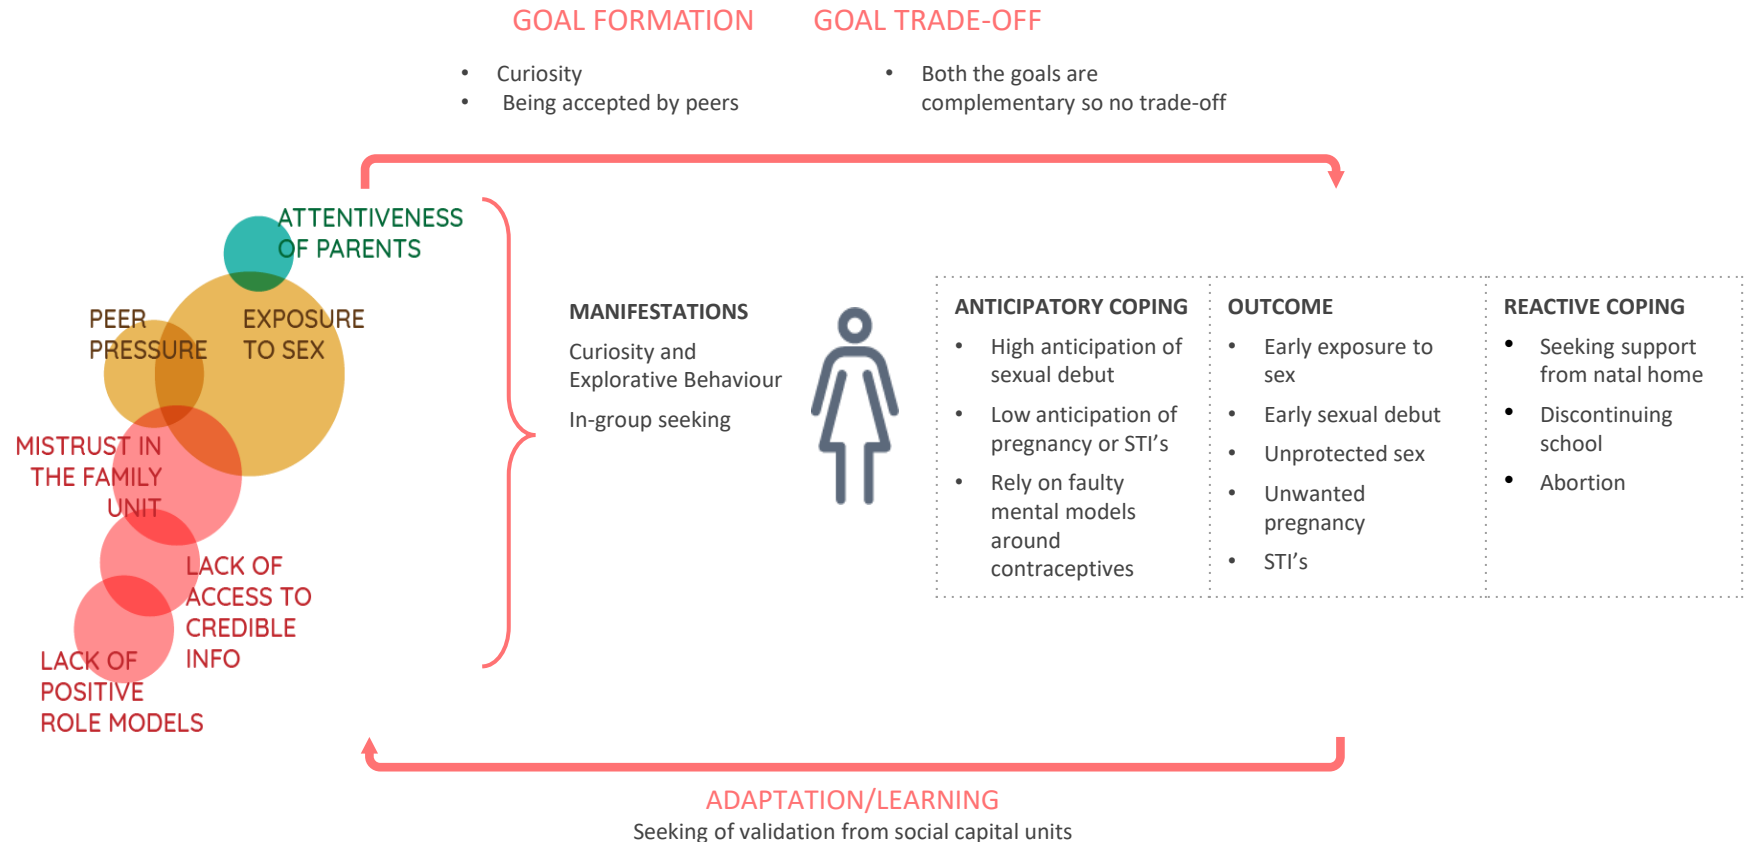 GOAL FORMATION
GOAL TRADE-OFF
• Curiosity
• Being accepted by peers
• Both the goals are
complementary so no trade-off
ATTENTIVENESS
OF PARENTS
PEER
PRESSURE
EXPOSURE
TO SEX
MISTRUST IN
THE FAMILY
UNIT
LACK OF
ACCESS TO
CREDIBLE
INFO
LACK OF
POSITIVE
ROLE MODELS
MANIFESTATIONS
Curiosity and
Explorative Behaviour
In-group seeking
ANTICIPATORY COPING
• High anticipation of
sexual debut
• Low anticipation of
pregnancy or STI's
• Rely on faulty
mental models
around
contraceptives
OUTCOME
• Early exposure to
sex
• Early sexual debut
• Unprotected sex
• Unwanted
pregnancy
• STI's
REACTIVE COPING
• Seeking support
from natal home
• Discontinuing
school
• Abortion
ADAPTATION/LEARNING
Seeking of validation from social capital units